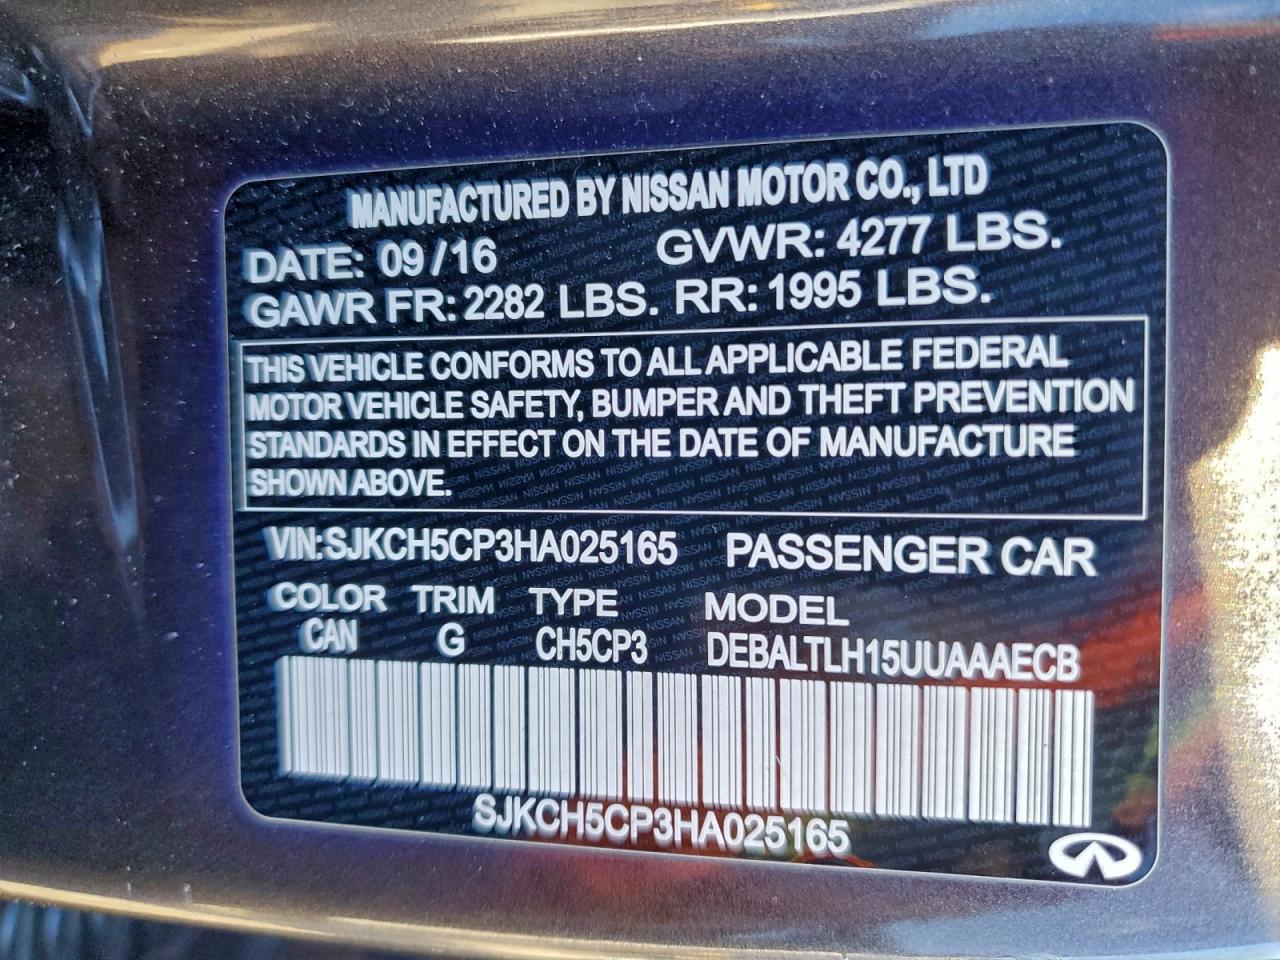 MANUFACTURED BY NISSAN MOTOR CO., LTD
DATE: 09/16 GVWR: 4277 LBS.
GAWR FR: 2282 LBS. RR: 1995 LBS.
THIS VEHICLE CONFORMS TO ALL APPLICABLE FEDERAL
MOTOR VEHICLE SAFETY, BUMPER AND THEFT PREVENTION
STANDARDS IN EFFECT ON THE DATE OF MANUFACTURE
SHOWN ABOVE.
VIN:SJKCH5CP3HA025165 PASSENGER CAR
COLOR TRIM TYPE MODEL
CAN G CH5CP3 DEBALTLH15UUAAAECB
SJKCH5CP3HA025165